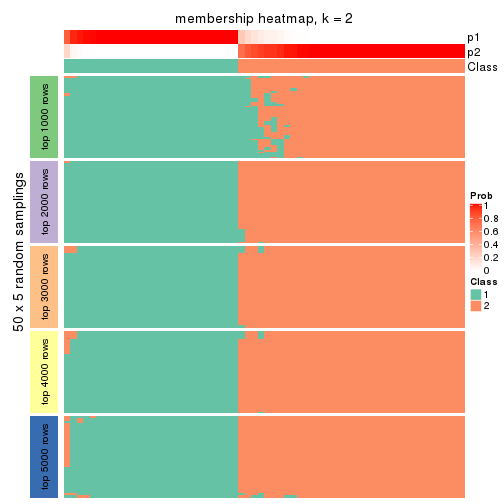 membership heatmap, k = 2
p1
p2
Class
50 x 5 random samplings
top 1000 rows
top 2000 rows
top 3000 rows
top 4000 rows
top 5000 rows
Prob
1
0.8
0.6
0.4
0.2
0
Class
1
2